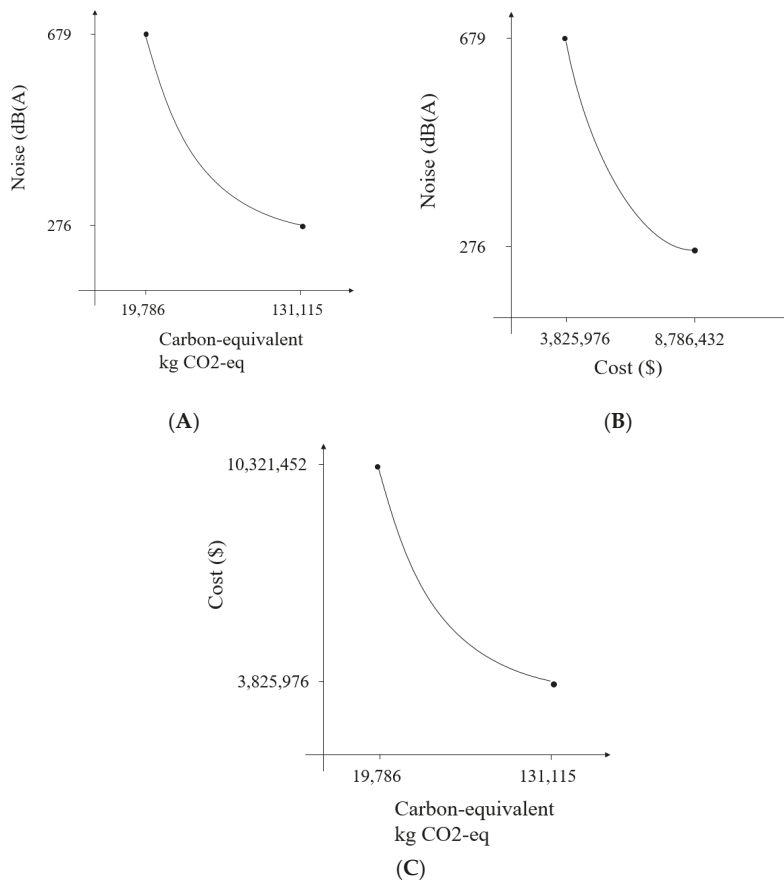 679
276
Noise (dB(A)
19,786
131,115
Carbon-equivalent
kg CO2-eq
(A)
679
276
Noise (dB(A)
3,825,976
8,786,432
Cost ($)
(B)
10,321,452
3,825,976
Cost ($)
19,786
131,115
Carbon-equivalent
kg CO2-eq
(C)